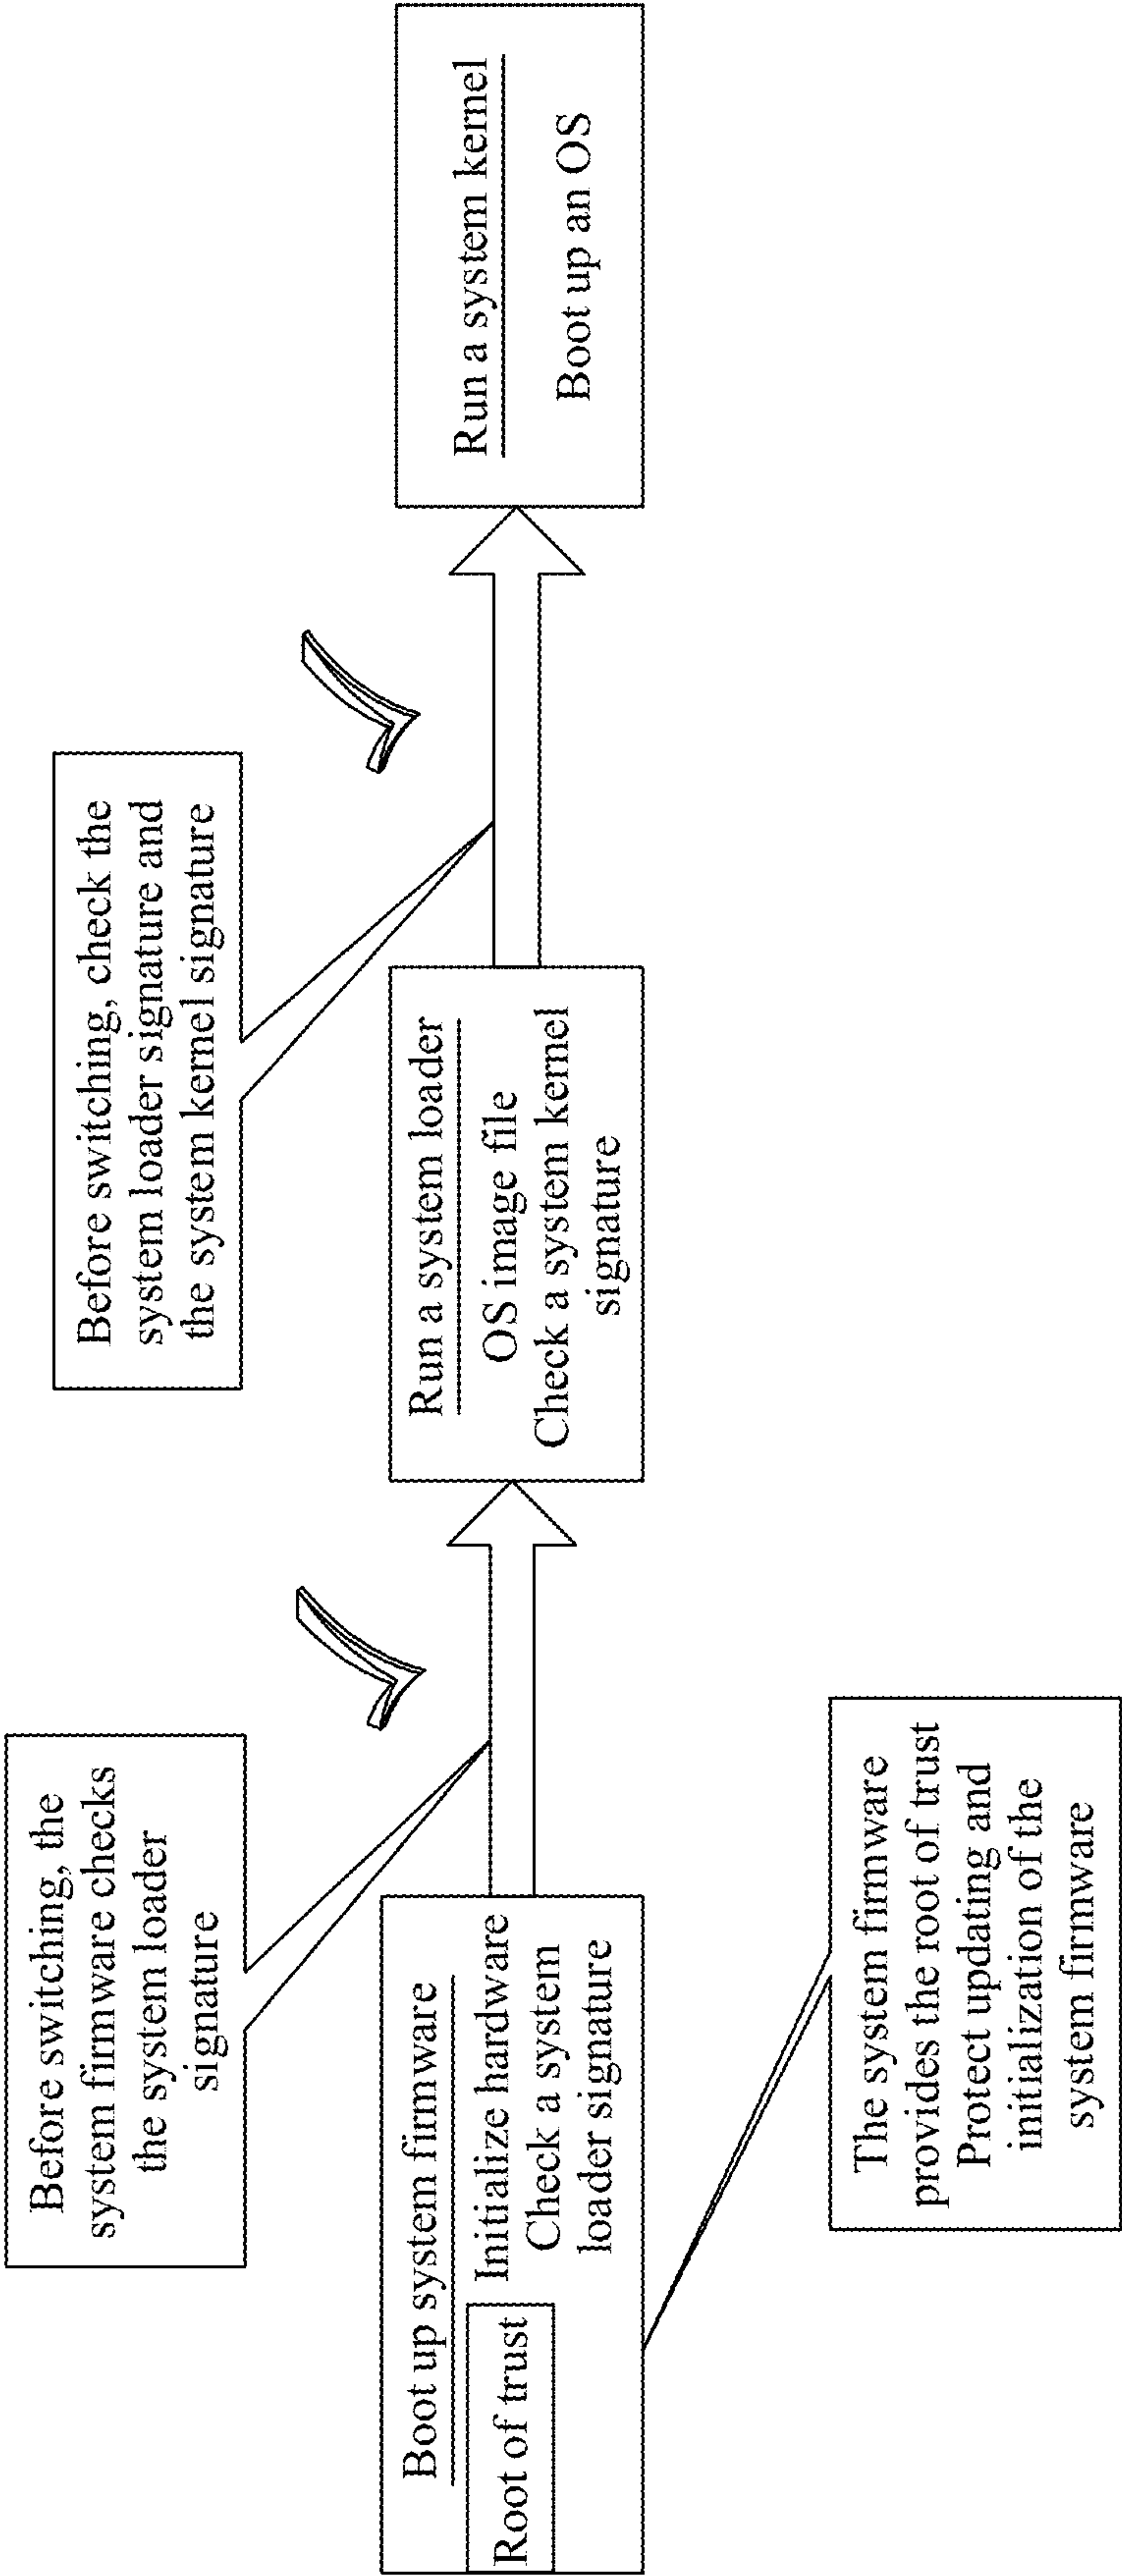 Before switching, the
system firmware checks
the system loader
signature
Before switching, check the
system loader signature and
the system kernel signature
Boot up system firmware
Root of trust
Initialize hardware
Check a system
loader signature
Run a system loader
OS image file
Check a system kernel
signature
Run a system kernel
Boot up an OS
The system firmware
provides the root of trust
Protect updating and
initialization of the
system firmware